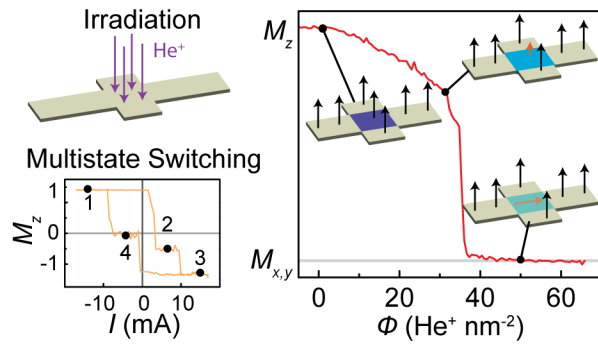 Irradiation
He⁺
Multistate Switching
M_z
1
0
-1
1
2
3
4
-10
0
10
I (mA)
M_z
M_x,y
0
20
40
60
Φ (He⁺ nm⁻²)